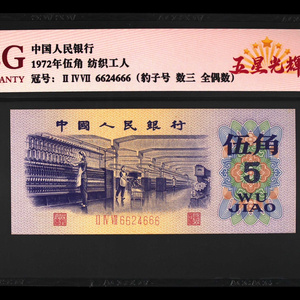 G
中国人民银行
1972年伍角 纺织工人
冠号： II IV VII 6624666 （豹子号 数三 全偶数）
RANTY
五星光輝
中国人民银行
伍角
5
WU
JIAO
II IV VII 6624666